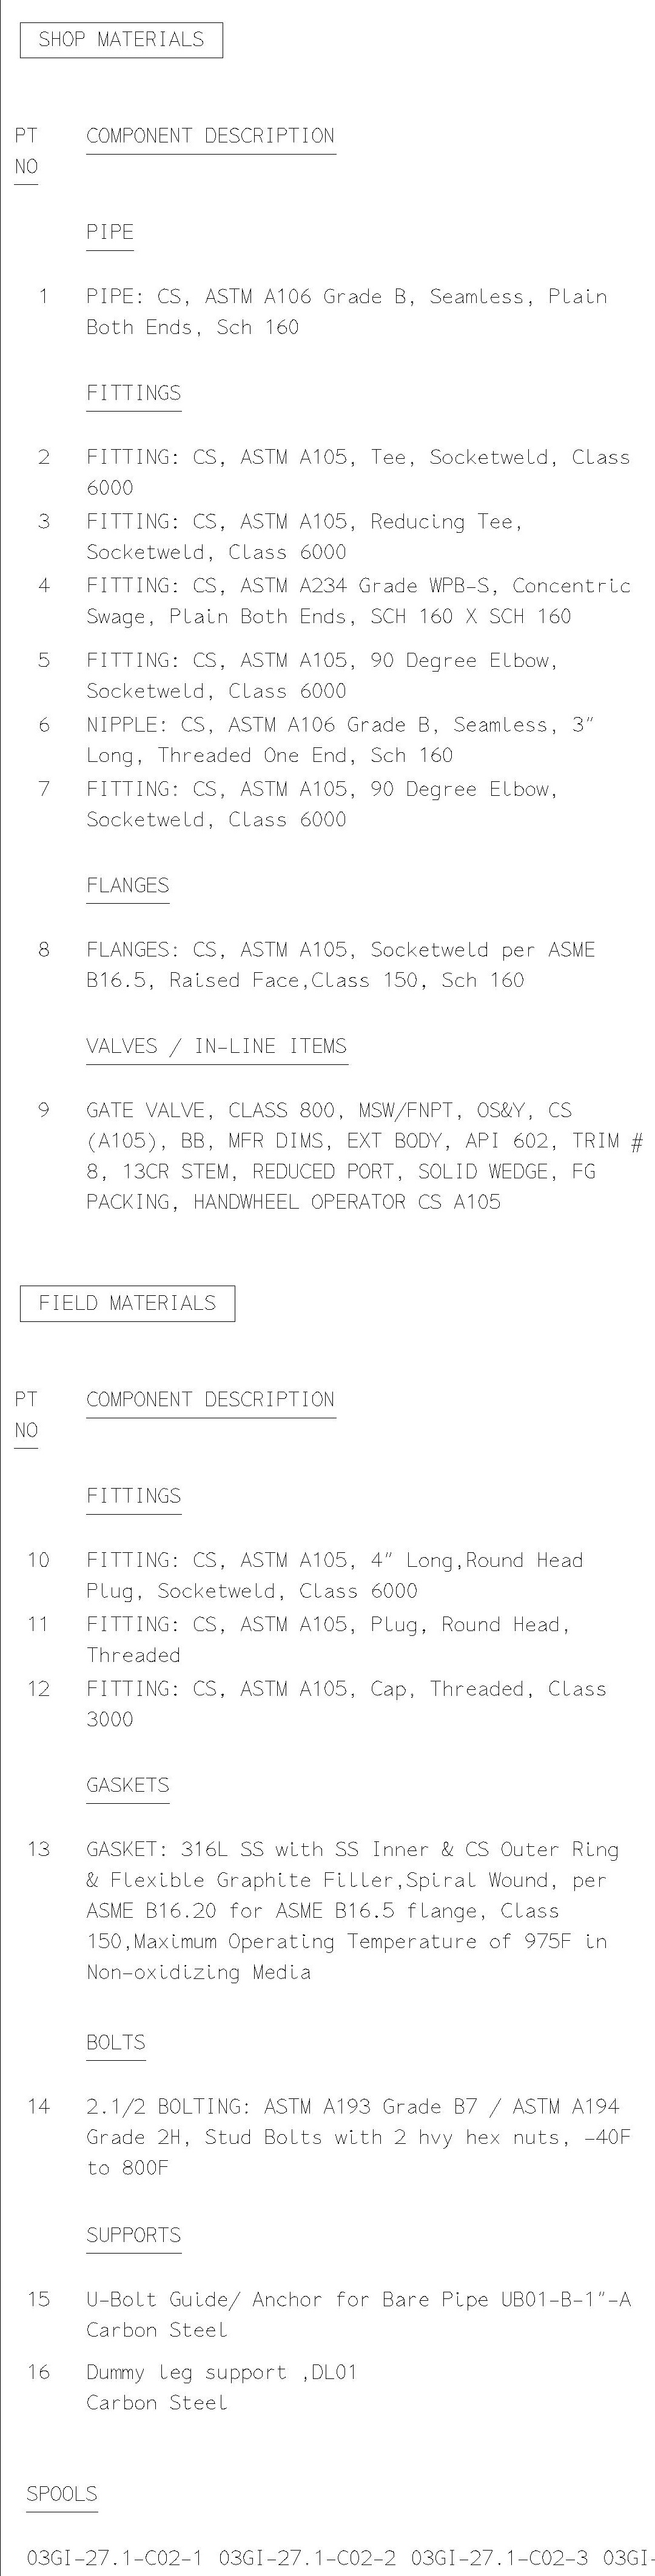 SHOP MATERIALS
PT COMPONENT DESCRIPTION
NO
PIPE
1 PIPE: CS, ASTM A106 Grade B, Seamless, Plain
Both Ends, Sch 160
FITTINGS
2 FITTING: CS, ASTM A105, Tee, Socketweld, Class
6000
3 FITTING: CS, ASTM A105, Reducing Tee,
Socketweld, Class 6000
4 FITTING: CS, ASTM A234 Grade WPB-S, Concentric
Swage, Plain Both Ends, SCH 160 X SCH 160
5 FITTING: CS, ASTM A105, 90 Degree Elbow,
Socketweld, Class 6000
6 NIPPLE: CS, ASTM A106 Grade B, Seamless, 3"
Long, Threaded One End, Sch 160
7 FITTING: CS, ASTM A105, 90 Degree Elbow,
Socketweld, Class 6000
FLANGES
8 FLANGES: CS, ASTM A105, Socketweld per ASME
B16.5, Raised Face,Class 150, Sch 160
VALVES / IN-LINE ITEMS
9 GATE VALVE, CLASS 800, MSW/FNPT, OS&Y, CS
(A105), BB, MFR DIMS, EXT BODY, API 602, TRIM #
8, 13CR STEM, REDUCED PORT, SOLID WEDGE, FG
PACKING, HANDWHEEL OPERATOR CS A105
FIELD MATERIALS
PT COMPONENT DESCRIPTION
NO
FITTINGS
10 FITTING: CS, ASTM A105, 4" Long,Round Head
Plug, Socketweld, Class 6000
11 FITTING: CS, ASTM A105, Plug, Round Head,
Threaded
12 FITTING: CS, ASTM A105, Cap, Threaded, Class
3000
GASKETS
13 GASKET: 316L SS with SS Inner & CS Outer Ring
& Flexible Graphite Filler,Spiral Wound, per
ASME B16.20 for ASME B16.5 flange, Class
150,Maximum Operating Temperature of 975F in
Non-oxidizing Media
BOLTS
14 2.1/2 BOLTING: ASTM A193 Grade B7 / ASTM A194
Grade 2H, Stud Bolts with 2 hvy hex nuts, -40F
to 800F
SUPPORTS
15 U-Bolt Guide/ Anchor for Bare Pipe UB01-B-1"-A
Carbon Steel
16 Dummy leg support ,DL01
Carbon Steel
SPOOLS
03GI-27.1-C02-1 03GI-27.1-C02-2 03GI-27.1-C02-3 03GI-